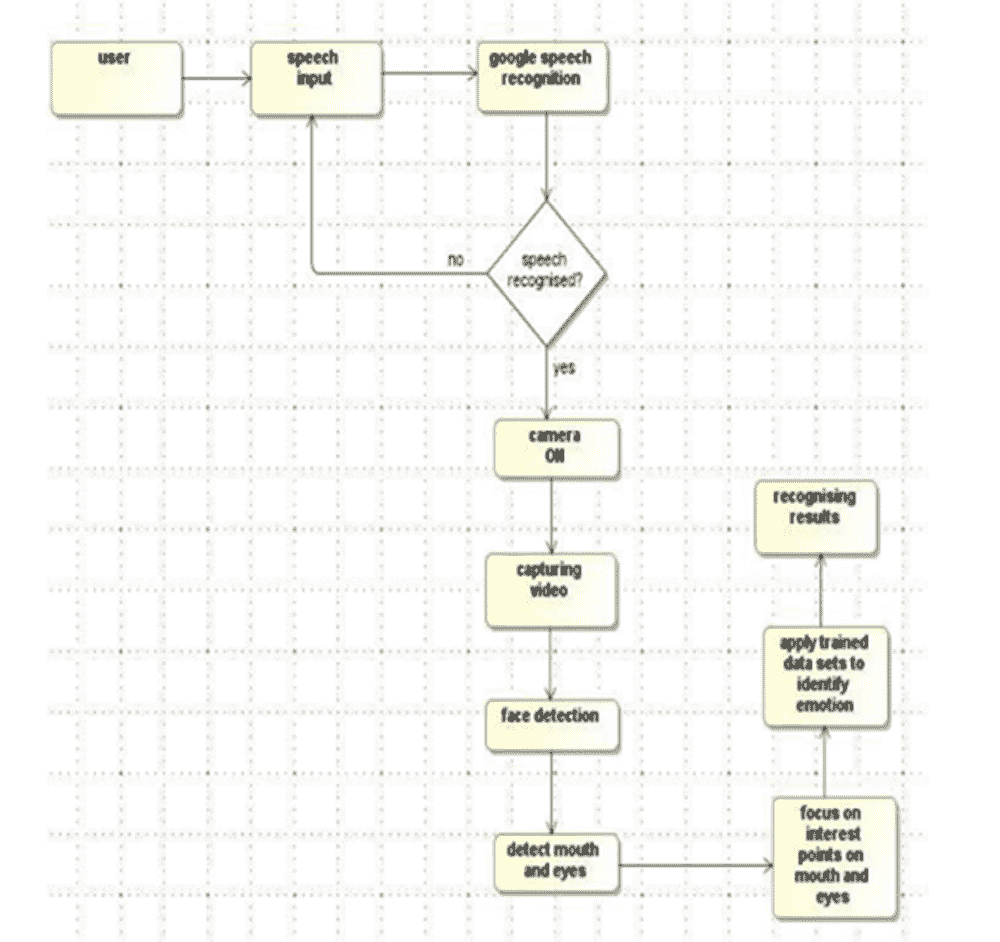 user
speech
input
google speech
recognition
no
speech
recognised?
yes
camera
ON
capturing
video
face detection
detect mouth
and eyes
focus on
interest
points on
mouth and
eyes
apply trained
data sets to
identify
emotion
recognising
results